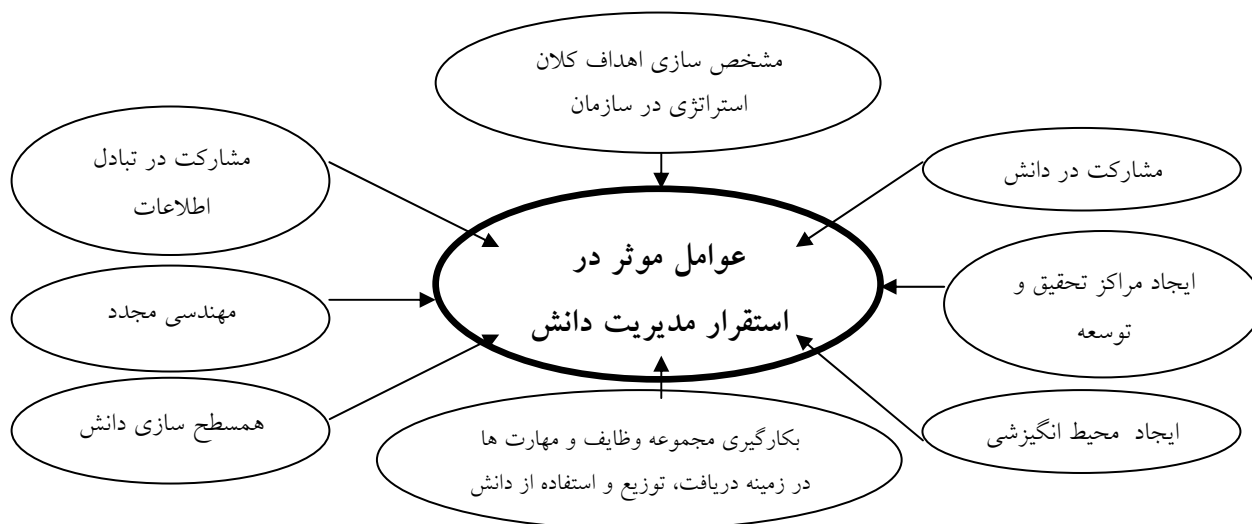 مشخص سازی اهداف کلان
استراتژی در سازمان
مشارکت در دانش
مشارکت در تبادل
اطلاعات
عوامل موثر در
استقرار مدیریت دانش
ایجاد مراکز تحقیق و
توسعه
مهندسی مجدد
ایجاد محیط انگیزشی
همسطح سازی دانش
بکارگیری مجموعه وظایف و مهارت ها
در زمینه دریافت، توزیع و استفاده از دانش